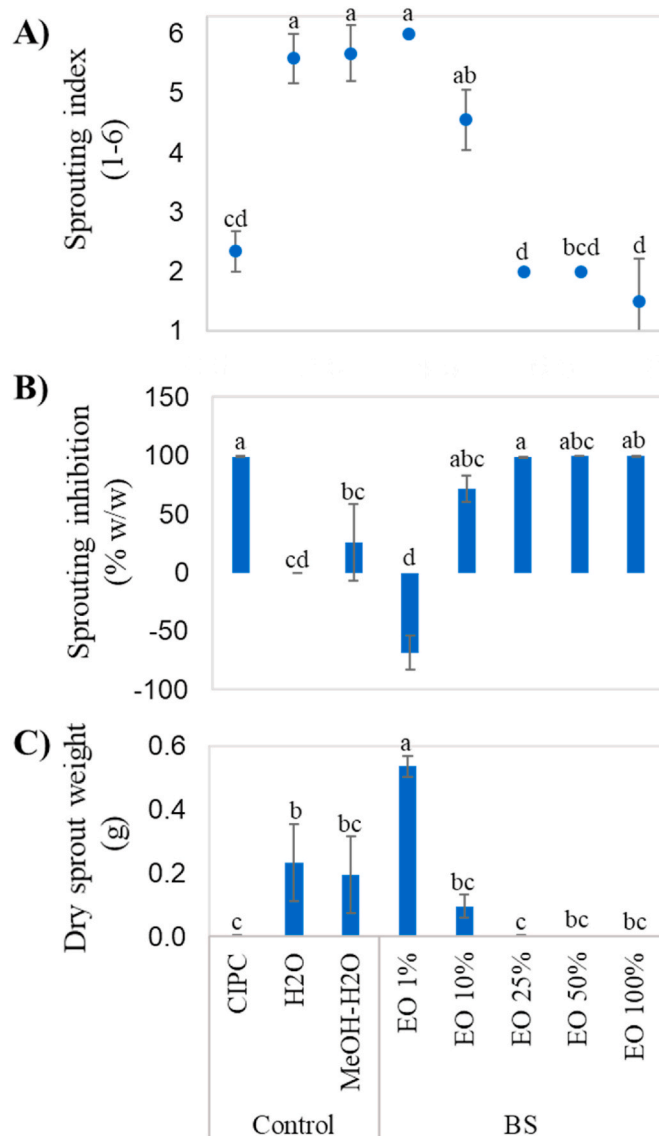 A)
Sprouting index
(1-6)
6
5
4
3
2
1
cd
a
a
a
ab
d
bcd
d
B)
Sprouting inhibition
(% w/w)
150
100
50
0
-50
-100
a
cd
bc
d
abc
a
abc
ab
C)
Dry sprout weight
(g)
0.6
0.4
0.2
0.0
c
b
bc
a
bc
c
bc
bc
CIPC
H2O
MeOH-H2O
EO 1%
EO 10%
EO 25%
EO 50%
EO 100%
Control
BS